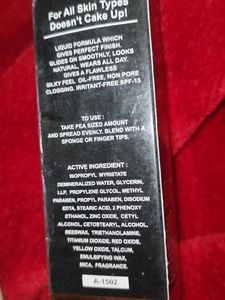 For All Skin Types
Doesn't Cake Up!
LIQUID FORMULA WHICH
GIVES PERFECT FINISH.
GLIDES ON SMOOTHLY, LOOKS
NATURAL. WEARS ALL DAY.
GIVES A FLAWLESS
SILKY FEEL OIL-FREE, NON PORE
CLOGGING. IRRITANT-FREE SPF-15
TO USE :
TAKE PEA SIZED AMOUNT
AND SPREAD EVENLY. BLEND WITH A
SPONGE OR FINGER TIPS.
ACTIVE INGREDIENT :
ISOPROPYL MYRISTATE
DEMINERALIZED WATER, GLYCERIN,
LLP, PROPYLENE GLYCOL, METHYL
PARABEN, PROPYL PARABEN, DISODIUM
EDTA, STEARIC ACID, 2 PHENOXY
ETHANOL, ZINC OXIDE, CETYL
ALCOHOL, CETOSTEARYL, ALCOHOL,
BEESWAX, TRIETHANOLAMINE,
TITANIUM DIOXIDE, RED OXIDE,
YELLOW OXIDE, TALCUM,
EMULSIFYING WAX,
MICA. FRAGRANCE.
A-1502